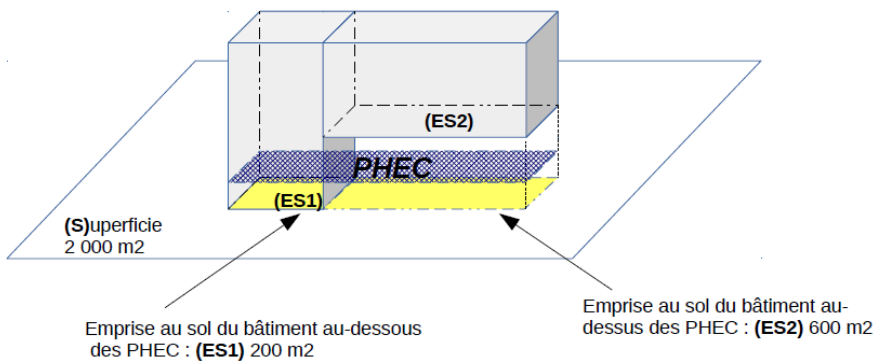 (ES2)
PHEC
(ES1)
(S)uperficie
2 000 m2
Emprise au sol du bâtiment au-dessous
des PHEC : (ES1) 200 m2
Emprise au sol du bâtiment au-
dessus des PHEC : (ES2) 600 m2